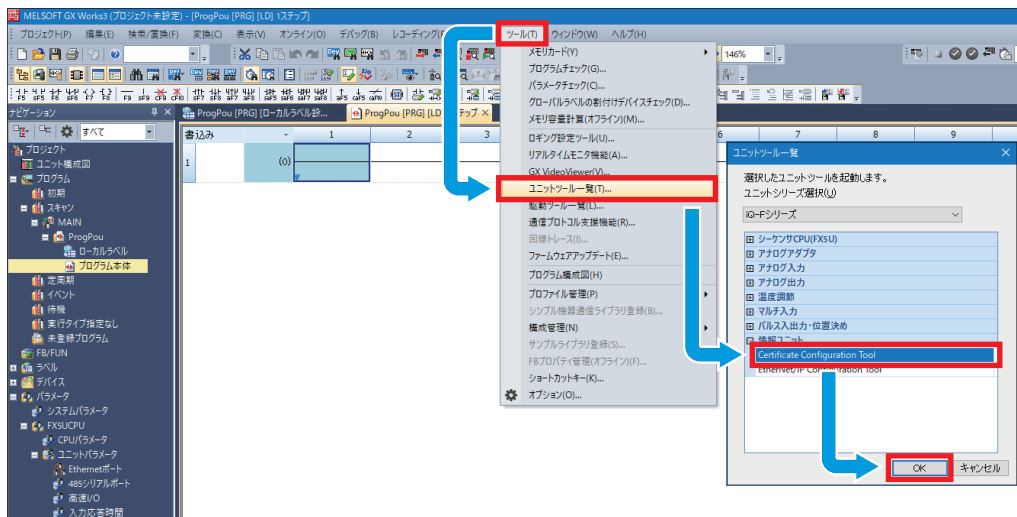 MELSOFT GX Works3 (プロジェクト未設定) - [ProgPou [PRG] [LD] 1ステップ]
プロジェクト(P) 編集(E) 検索/置換(F) 変換(C) 表示(V) オンライン(O) デバッグ(B) レコーディング(R ツール(T) ウィンドウ(W) ヘルプ(H)
146%
ナビゲーション
すべて
プロジェクト
ユニット構成図
プログラム
初期
スキャン
MAIN
ProgPou
ローカルラベル
プログラム本体
定周期
イベント
待機
実行タイプ指定なし
未登録プログラム
FB/FUN
ラベル
デバイス
パラメータ
システムパラメータ
FX5UCPU
CPUパラメータ
ユニットパラメータ
Ethernetポート
485シリアルポート
高速I/O
入力応答時間
ProgPou [PRG] [ローカルラベル設...
ProgPou [PRG] [LD] ステップ
書込み 1 2 3 6 7 8 9
1 (0)
メモリカード(Y)
プログラムチェック(G)...
パラメータチェック(C)...
グローバルラベルの割付けデバイスチェック(D)...
メモリ容量計算(オフライン)(M)...
ロギング設定ツール(U)...
リアルタイムモニタ機能(A)...
GX VideoViewer(V)...
ユニットツール一覧(T)...
駆動ツール一覧(L)...
通信プロトコル支援機能(R)...
回線トレース(I)...
ファームウェアアップデート(E)...
プログラム構成図(H)
プロファイル管理(P)
シンプル機器通信ライブラリ登録(B)...
構成管理(N)
サンプルライブラリ登録(S)...
FBプロパティ管理(オフライン)(F)...
ショートカットキー(K)...
オプション(O)...
ユニットツール一覧
選択したユニットツールを起動します。
ユニットシリーズ選択(U)
iQ-Fシリーズ
シーケンサCPU(FX5U)
アナログアダプタ
アナログ入力
アナログ出力
温度調節
マルチ入力
パルス入出力・位置決め
情報ユニット
Certificate Configuration Tool
EtherNet/IP Configuration Tool
OK キャンセル